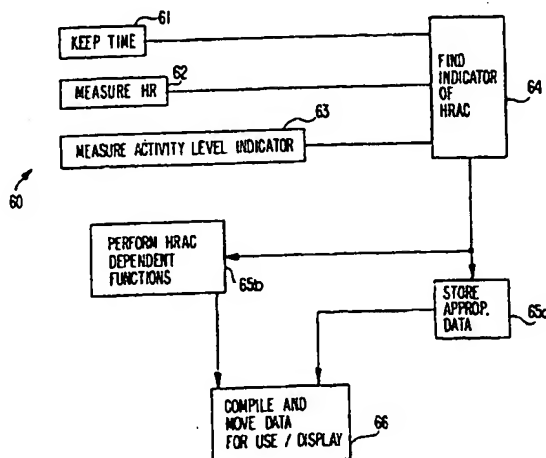 61
KEEP TIME
62
MEASURE HR
63
MEASURE ACTIVITY LEVEL INDICATOR
FIND
INDICATOR
OF
HRAC
64
60
PERFORM HRAC
DEPENDENT
FUNCTIONS
65b
STORE
APPROP.
DATA
65a
COMPILE AND
MOVE DATA
FOR USE / DISPLAY
66